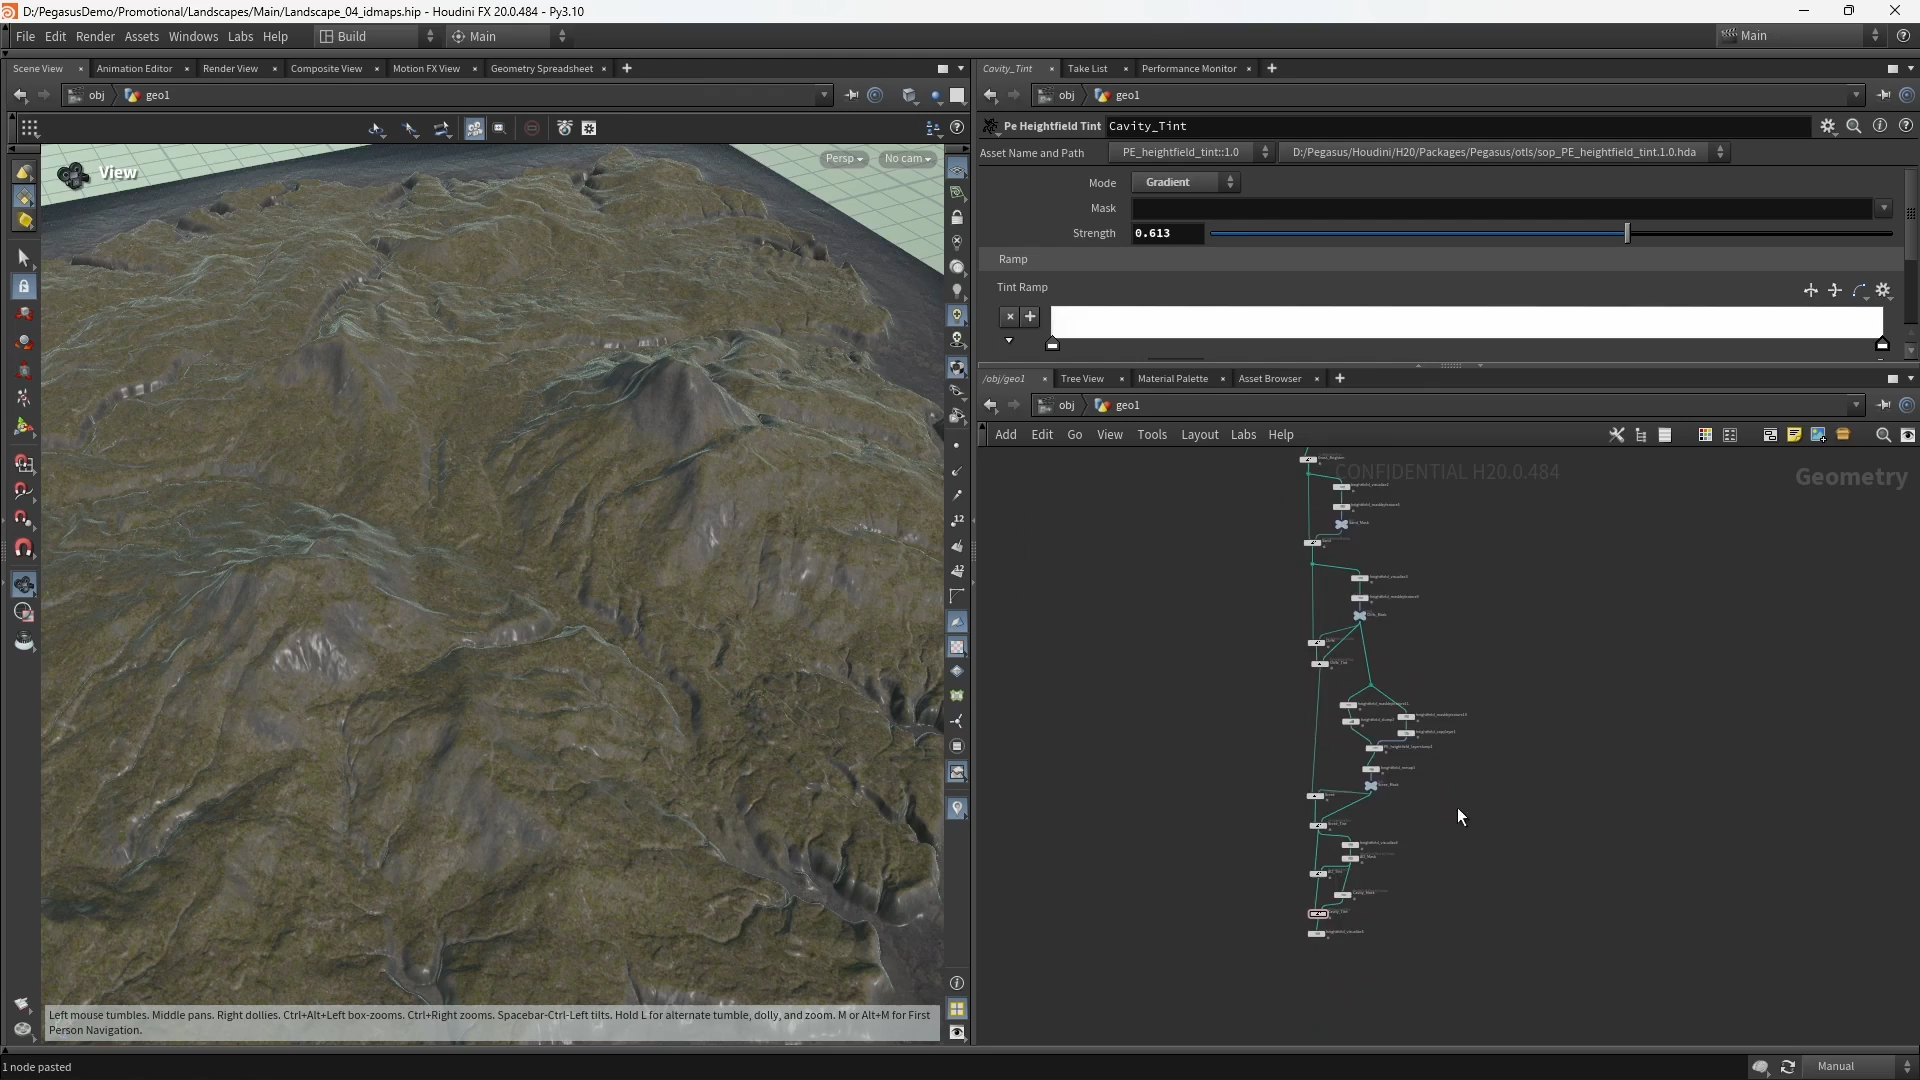 D:/PegasusDemo/Promotional/Landscapes/Main/Landscape_04_idmaps.hip - Houdini FX 20.0.484 - Py3.10
File Edit Render Assets Windows Labs Help Build Main Main
Scene View Animation Editor Render View Composite View Motion FX View Geometry Spreadsheet
obj geo1
View
Persp No cam
Left mouse tumbles. Middle pans. Right dollies. Ctrl+Alt+Left box-zooms. Ctrl+Right zooms. Spacebar-Ctrl-Left tilts. Hold L for alternate tumble, dolly, and zoom. M or Alt+M for First
Person Navigation.
Cavity_Tint Take List Performance Monitor
obj geo1
Pe Heightfield Tint Cavity_Tint
Asset Name and Path PE_heightfield_tint::1.0 D:/Pegasus/Houdini/H20/Packages/Pegasus/otls/sop_PE_heightfield_tint.1.0.hda
Mode Gradient
Mask
Strength 0.613
Ramp
Tint Ramp
/obj/geo1 Tree View Material Palette Asset Browser
obj geo1
Add Edit Go View Tools Layout Labs Help
CONFIDENTIAL H20.0.484
Geometry
12
12
1 node pasted
Manual